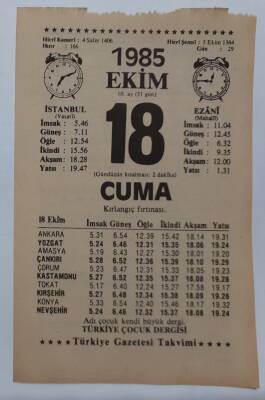 Hicrî Kamerî : 4 Safer 1406
Hızır : 166
Hicrî Şemsî : 5 Ekim 1364
Gün : 29
1985
EKİM
10. ay (31 gün)
İSTANBUL
(Vasatî)
İmsak : 5.46
Güneş : 7.11
Öğle : 12.54
İkindi : 15.56
Akşam : 18.28
Yatsı : 19.47
18
EZANÎ
(Mahallî)
İmsak : 11.04
Güneş : 12.45
Öğle : 6.32
İkindi : 9.35
Akşam : 12.00
Yatsı : 1.31
(Gündüzün kısalması: 2 dakika)
CUMA
Kırlangıç fırtınası.
18 Ekim İmsak Güneş Öğle İkindi Akşam Yatsı
ANKARA 5.31 6.54 12.39 15.42 18.14 19.31
YOZGAT 5.24 6.46 12.31 15.35 18.06 19.24
AMASYA 5.19 6.43 12.27 15.30 18.01 19.20
ÇANKIRI 5.28 6.52 12.36 15.39 18.10 19.29
ÇORUM 5.23 6.47 12.31 15.33 18.05 19.23
KASTAMONU 5.27 6.52 12.35 15.37 18.08 19.28
TOKAT 5.17 6.40 12.24 15.27 17.59 19.17
KIRŞEHİR 5.27 6.48 12.34 15.38 18.09 19.26
KONYA 5.33 6.54 12.40 15.46 18.17 19.32
NEVŞEHİR 5.24 6.45 12.31 15.37 18.08 19.24
Adı çocuk kendi büyük dergi.
TÜRKİYE ÇOCUK DERGİSİ
Türkiye Gazetesi Takvimi